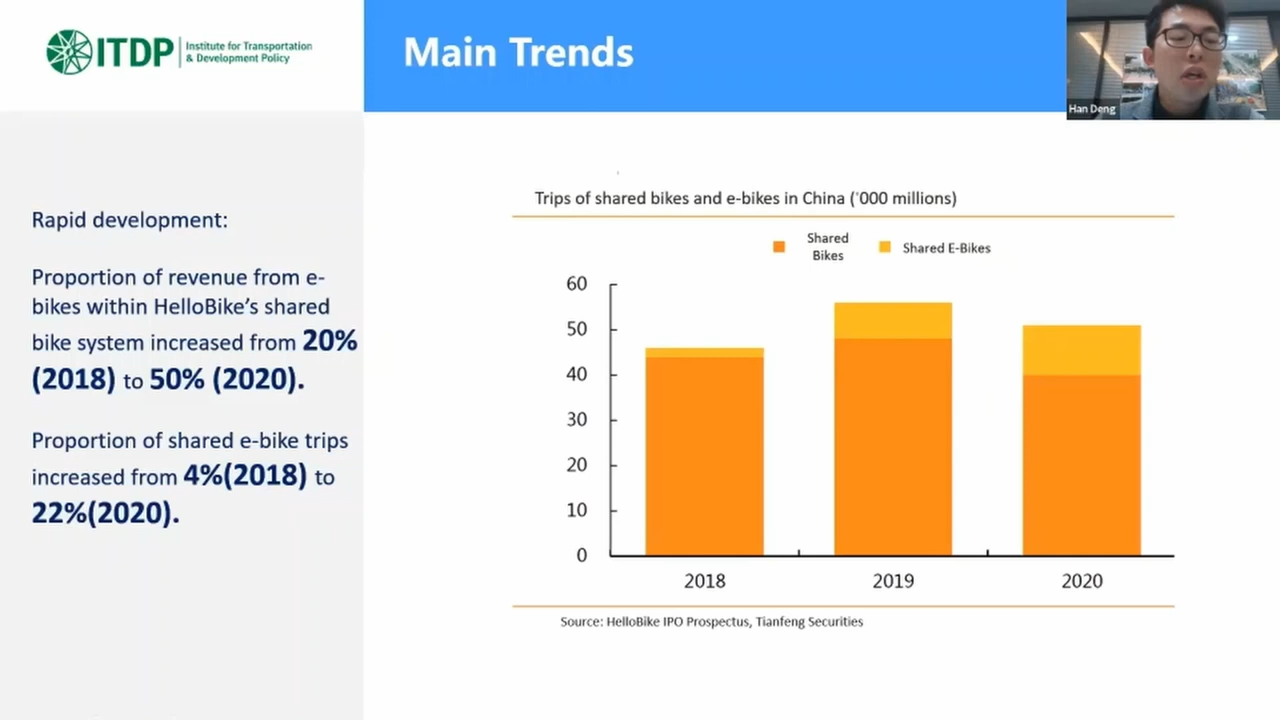 ITDP
Institute for Transportation
& Development Policy
Main Trends
Han Deng
Rapid development:
Proportion of revenue from e-
bikes within HelloBike's shared
bike system increased from 20%
(2018) to 50% (2020).
Proportion of shared e-bike trips
increased from 4%(2018) to
22%(2020).
Trips of shared bikes and e-bikes in China ('000 millions)
Shared
Bikes
Shared E-Bikes
60
50
40
30
20
10
0
2018
2019
2020
Source: HelloBike IPO Prospectus, Tianfeng Securities